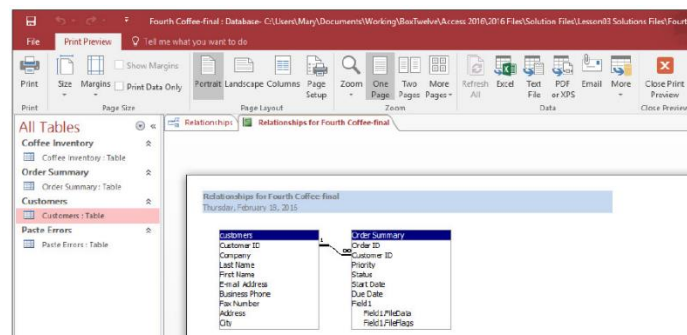 Fourth Coffee-final : Database- C:\Users\Mary\Documents\Working\BoxTwelve\Access 2016\2016 Files\Solution Files\Lesson03 Solutions Files\Fourt
File Print Preview Tell me what you want to do
Print Size Margins Show Margins Print Data Only Portrait Landscape Columns Page Setup Zoom One Page Two Pages More Pages Refresh All Excel Text File PDF or XPS Email More Close Print Preview
Print Page Size Page Layout Zoom Data Close Preview
All Tables
Relationships Relationships for Fourth Coffee-final
Coffee Inventory
Coffee Inventory : Table
Order Summary
Order Summary : Table
Customers
Customers : Table
Paste Errors
Paste Errors : Table
Relationships for Fourth Coffee-final
Thursday, February 18, 2016
customers
Customer ID
Company
Last Name
First Name
E-mail Address
Business Phone
Fax Number
Address
City
1
∞
Order Summary
Order ID
Customer ID
Priority
Status
Start Date
Due Date
Field1
Field1.FileData
Field1.FileFlags